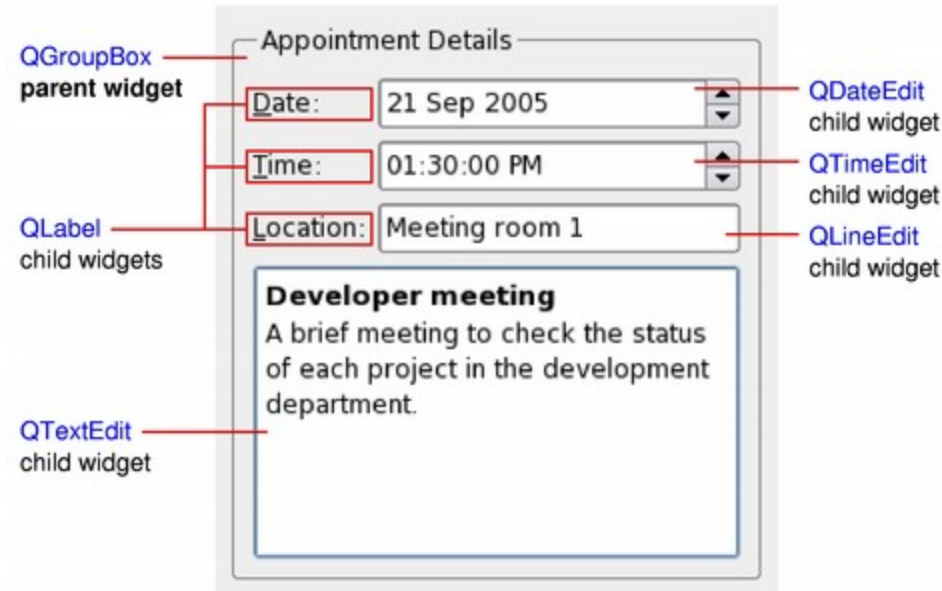 QGroupBox
parent widget
Appointment Details
Date:
21 Sep 2005
QDateEdit
child widget
Time:
01:30:00 PM
QTimeEdit
child widget
QLabel
child widgets
Location:
Meeting room 1
QLineEdit
child widget
Developer meeting
A brief meeting to check the status
of each project in the development
department.
QTextEdit
child widget